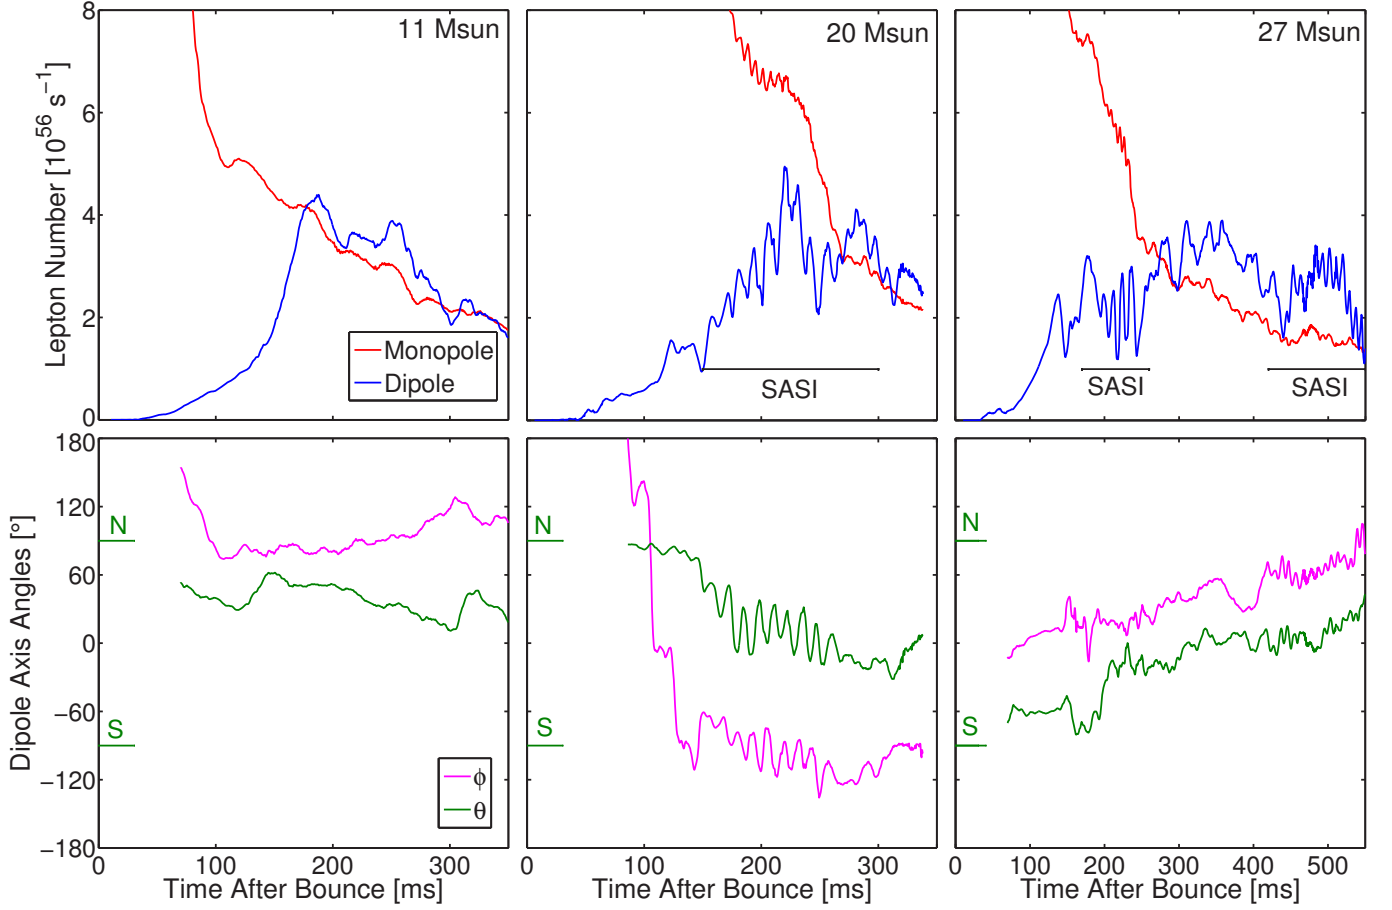 11 Msun
20 Msun
27 Msun
Lepton Number [10^56 s^−1]
8
6
4
2
0
Monopole
Dipole
SASI
SASI
SASI
Dipole Axis Angles [°]
180
120
60
0
−60
−120
−180
N
S
N
S
N
S
ϕ
θ
0 100 200 300
0 100 200 300
0 100 200 300 400 500
Time After Bounce [ms]
Time After Bounce [ms]
Time After Bounce [ms]